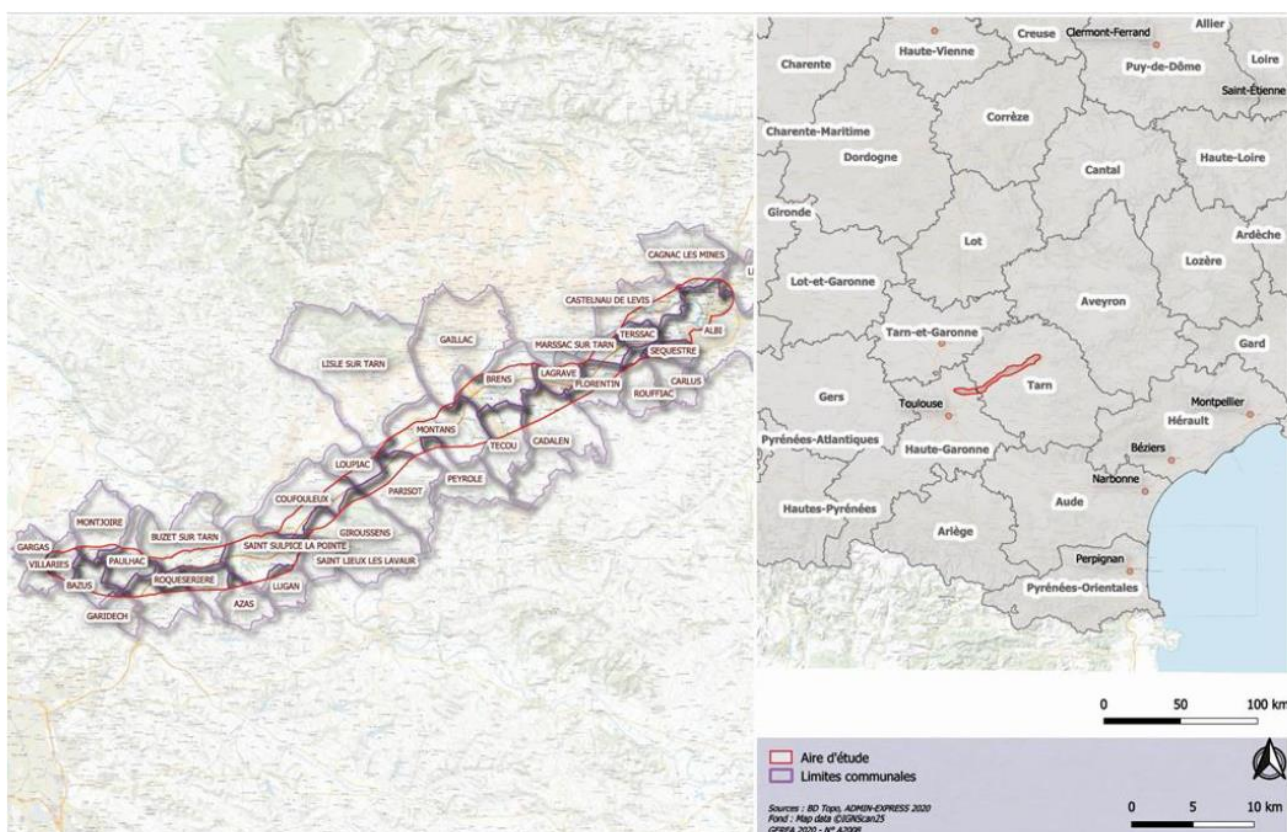 CAGNAC LES MINES
CASTELNAU DE LEVIS
TERSSAC
ALBI
MARSSAC SUR TARN
SEQUESTRE
GAILLAC
LISLE SUR TARN
BRENS
LAGRAVE
FLORENTIN
CARLUS
ROUFFIAC
MONTANS
TECOU
CADALEN
LOUPIAC
PEYROLE
PARISOT
COUFOULEUX
GIROUSSENS
MONTJOIRE
BUZET SUR TARN
SAINT SULPICE LA POINTE
GARGAS
VILLARIES
PAULHAC
SAINT LIEUX LES LAVAUR
BAZUS
ROQUESERIERE
LUGAN
AZAS
GARIDECH
Allier
Creuse
Clermont-Ferrand
Haute-Vienne
Charente
Puy-de-Dôme
Loire
Saint-Étienne
Corrèze
Charente-Maritime
Dordogne
Cantal
Haute-Loire
Gironde
Ardèche
Lot
Lozère
Lot-et-Garonne
Aveyron
Tarn-et-Garonne
Gard
Tarn
Gers
Toulouse
Montpellier
Hérault
Pyrénées-Atlantiques
Haute-Garonne
Béziers
Narbonne
Aude
Hautes-Pyrénées
Ariège
Perpignan
Pyrénées-Orientales
0 50 100 km
Aire d'étude
Limites communales
Sources : BD Topo, ADMIN-EXPRESS 2020
Fond : Map data ©IGNScan25
GEREA 2020 - N° A2008
0 5 10 km